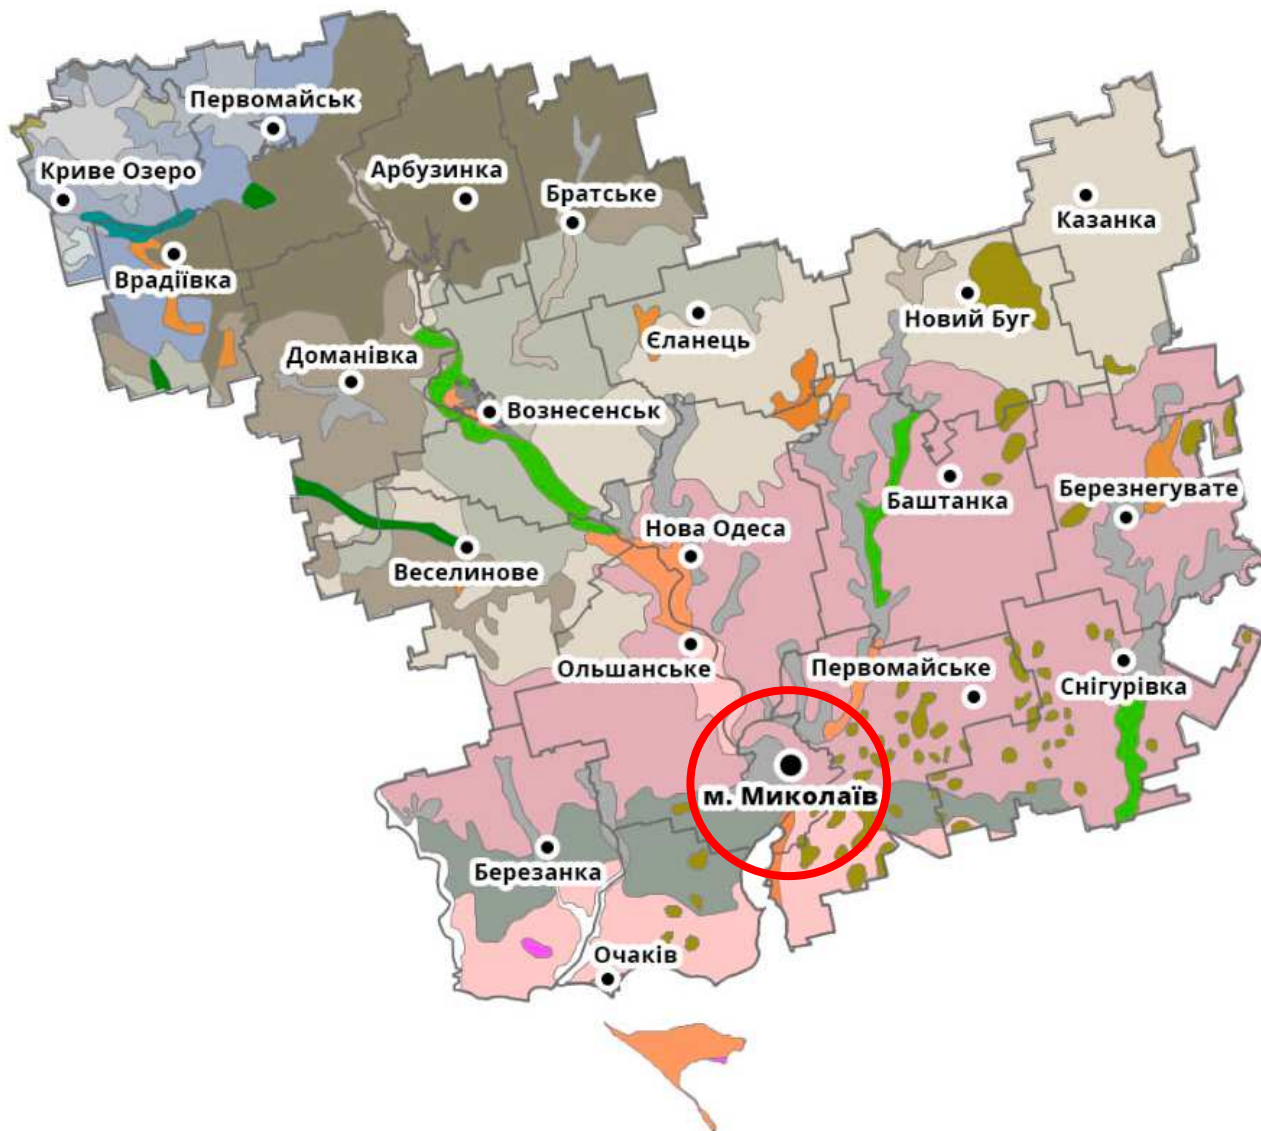 Первомайськ
Криве Озеро
Арбузинка
Братське
Казанка
Врадіївка
Єланець
Новий Буг
Доманівка
Вознесенськ
Баштанка
Березнегувате
Нова Одеса
Веселинове
Ольшанське
Первомайське
Снігурівка
м. Миколаїв
Березанка
Очаків